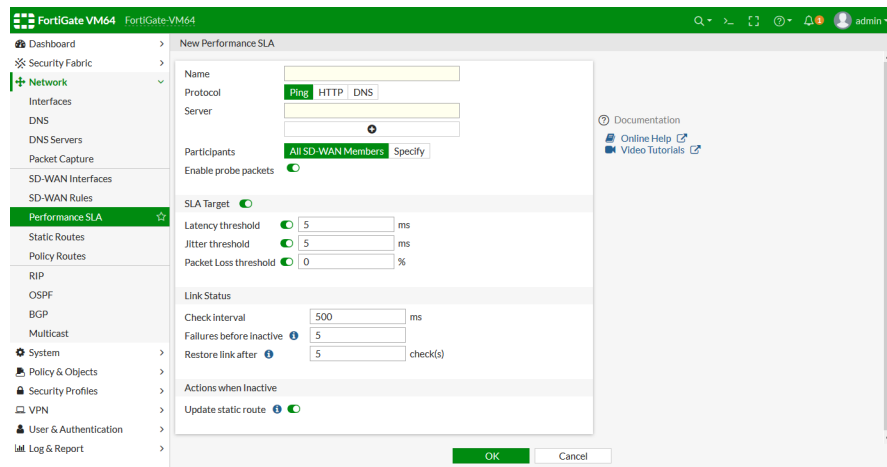 FortiGate VM64 FortiGate-VM64
admin
1
Dashboard
Security Fabric
Network
Interfaces
DNS
DNS Servers
Packet Capture
SD-WAN Interfaces
SD-WAN Rules
Performance SLA
Static Routes
Policy Routes
RIP
OSPF
BGP
Multicast
System
Policy & Objects
Security Profiles
VPN
User & Authentication
Log & Report
New Performance SLA
Name
Protocol Ping HTTP DNS
Server
Participants All SD-WAN Members Specify
Enable probe packets
SLA Target
Latency threshold 5 ms
Jitter threshold 5 ms
Packet Loss threshold 0 %
Link Status
Check interval 500 ms
Failures before inactive 5
Restore link after 5 check(s)
Actions when Inactive
Update static route
OK Cancel
Documentation
Online Help
Video Tutorials